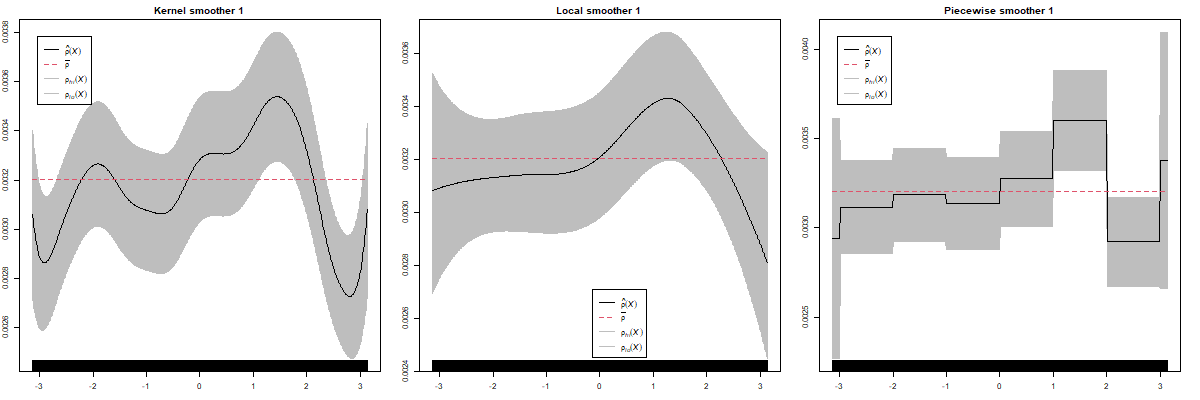 Kernel smoother 1
0.0038
0.0036
0.0034
0.0032
0.0030
0.0028
0.0026
ρ̂(X)
ρ̄
ρhi(X)
ρlo(X)
-3 -2 -1 0 1 2 3
Local smoother 1
0.0036
0.0034
0.0032
0.0030
0.0028
0.0026
0.0024
ρ̂(X)
ρ̄
ρhi(X)
ρlo(X)
-3 -2 -1 0 1 2 3
Piecewise smoother 1
0.0040
0.0035
0.0030
0.0025
ρ̂(X)
ρ̄
ρhi(X)
ρlo(X)
-3 -2 -1 0 1 2 3